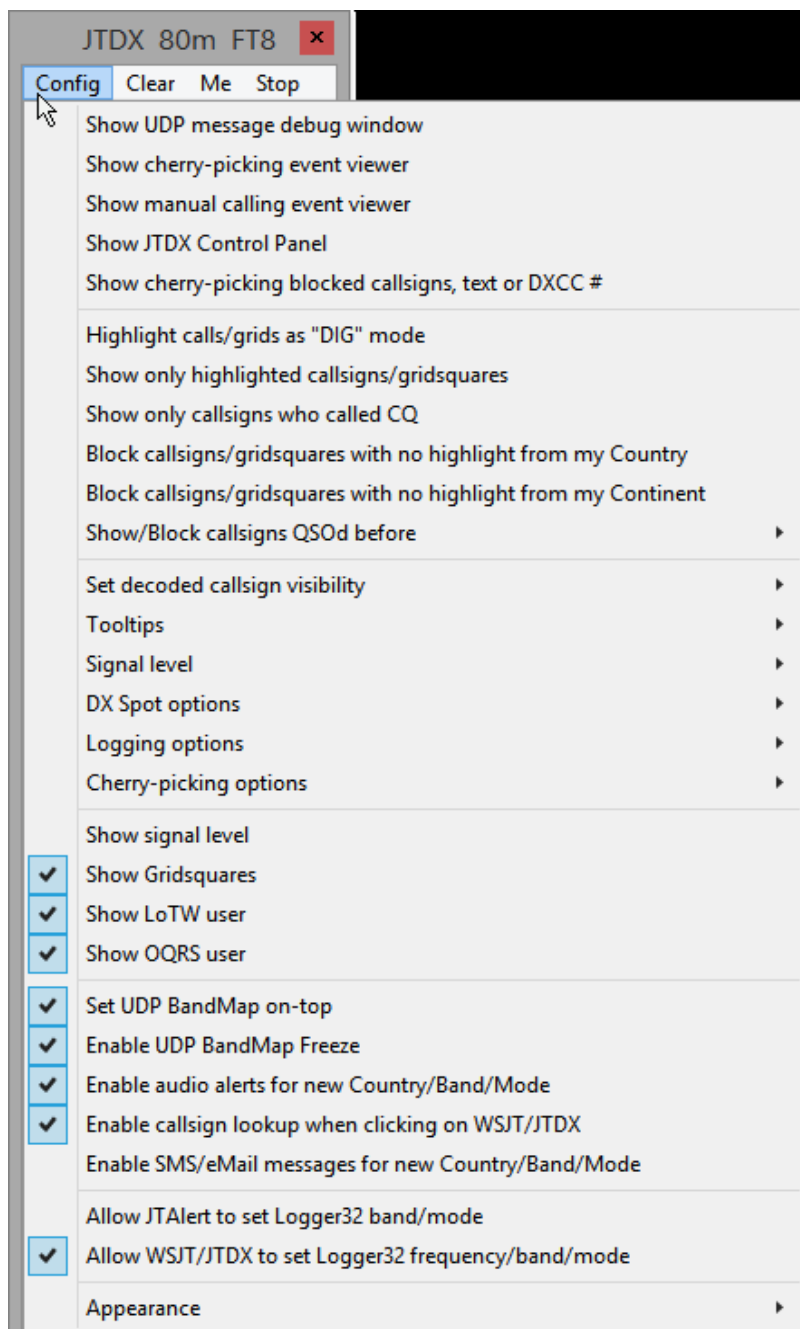 JTDX 80m FT8
Config Clear Me Stop
Show UDP message debug window
Show cherry-picking event viewer
Show manual calling event viewer
Show JTDX Control Panel
Show cherry-picking blocked callsigns, text or DXCC #
Highlight calls/grids as "DIG" mode
Show only highlighted callsigns/gridsquares
Show only callsigns who called CQ
Block callsigns/gridsquares with no highlight from my Country
Block callsigns/gridsquares with no highlight from my Continent
Show/Block callsigns QSOd before
Set decoded callsign visibility
Tooltips
Signal level
DX Spot options
Logging options
Cherry-picking options
Show signal level
Show Gridsquares
Show LoTW user
Show OQRS user
Set UDP BandMap on-top
Enable UDP BandMap Freeze
Enable audio alerts for new Country/Band/Mode
Enable callsign lookup when clicking on WSJT/JTDX
Enable SMS/eMail messages for new Country/Band/Mode
Allow JTAlert to set Logger32 band/mode
Allow WSJT/JTDX to set Logger32 frequency/band/mode
Appearance